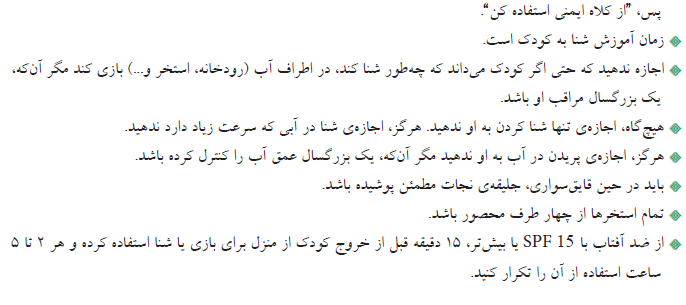 پس، ”از کلاه ایمنی استفاده کن“.
زمان آموزش شنا به کودک است.
اجازه ندهید که حتی اگر کودک می‌داند که چه‌طور شنا کند، در اطراف آب (رودخانه، استخر و...) بازی کند مگر آن‌که،
یک بزرگسال مراقب او باشد.
هیچ‌گاه، اجازه‌ی تنها شنا کردن به او ندهید. هرگز، اجازه‌ی شنا در آبی که سرعت زیاد دارد ندهید.
هرگز، اجازه‌ی پریدن در آب به او ندهید مگر آن‌که، یک بزرگسال عمق آب را کنترل کرده باشد.
باید در حین قایق‌سواری، جلیقه‌ی نجات مطمئن پوشیده باشد.
تمام استخرها از چهار طرف محصور باشد.
از ضد آفتاب با SPF 15 یا بیش‌تر، ۱۵ دقیقه قبل از خروج کودک از منزل برای بازی یا شنا استفاده کرده و هر ۲ تا ۵
ساعت استفاده از آن را تکرار کنید.